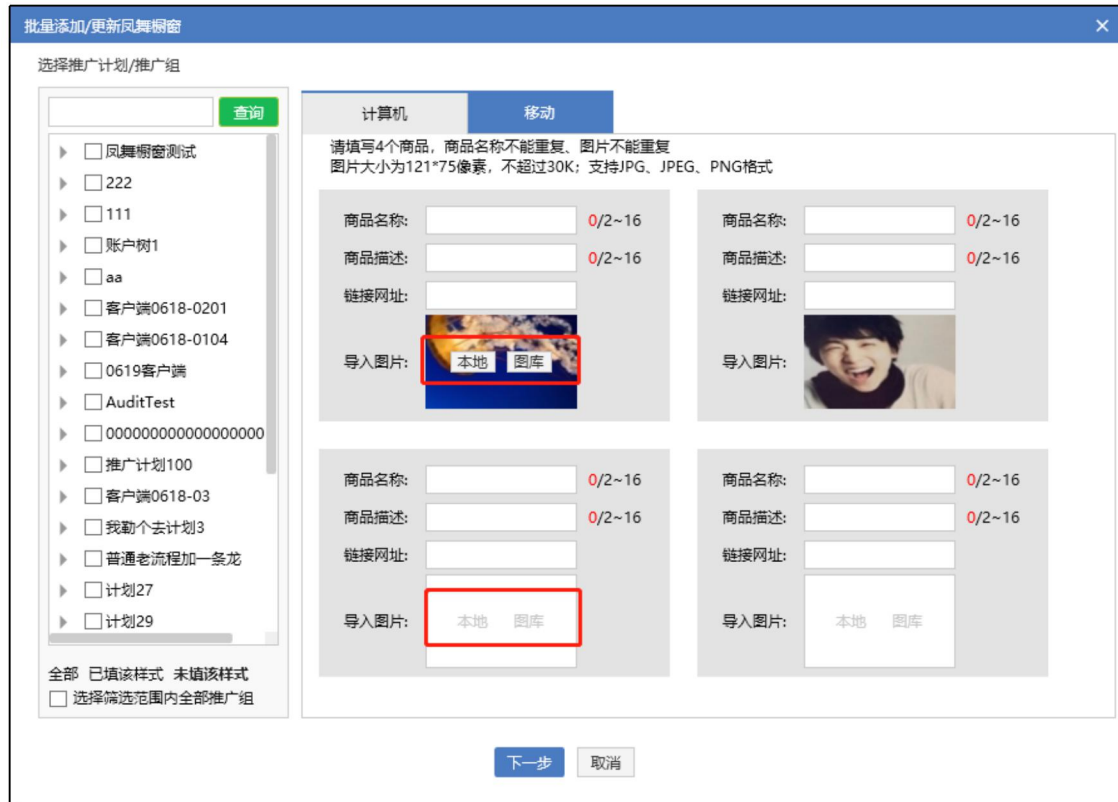 批量添加/更新凤舞橱窗
选择推广计划/推广组
查询
凤舞橱窗测试
222
111
账户树1
aa
客户端0618-0201
客户端0618-0104
0619客户端
AuditTest
000000000000000000
推广计划100
客户端0618-03
我勒个去计划3
普通老流程加一条龙
计划27
计划29
全部 已填该样式 未填该样式
选择筛选范围内全部推广组
计算机 移动
请填写4个商品，商品名称不能重复、图片不能重复
图片大小为121*75像素，不超过30K；支持JPG、JPEG、PNG格式
商品名称: 0/2~16
商品描述: 0/2~16
链接网址:
导入图片: 本地 图库
商品名称: 0/2~16
商品描述: 0/2~16
链接网址:
导入图片:
商品名称: 0/2~16
商品描述: 0/2~16
链接网址:
导入图片: 本地 图库
商品名称: 0/2~16
商品描述: 0/2~16
链接网址:
导入图片: 本地 图库
下一步 取消